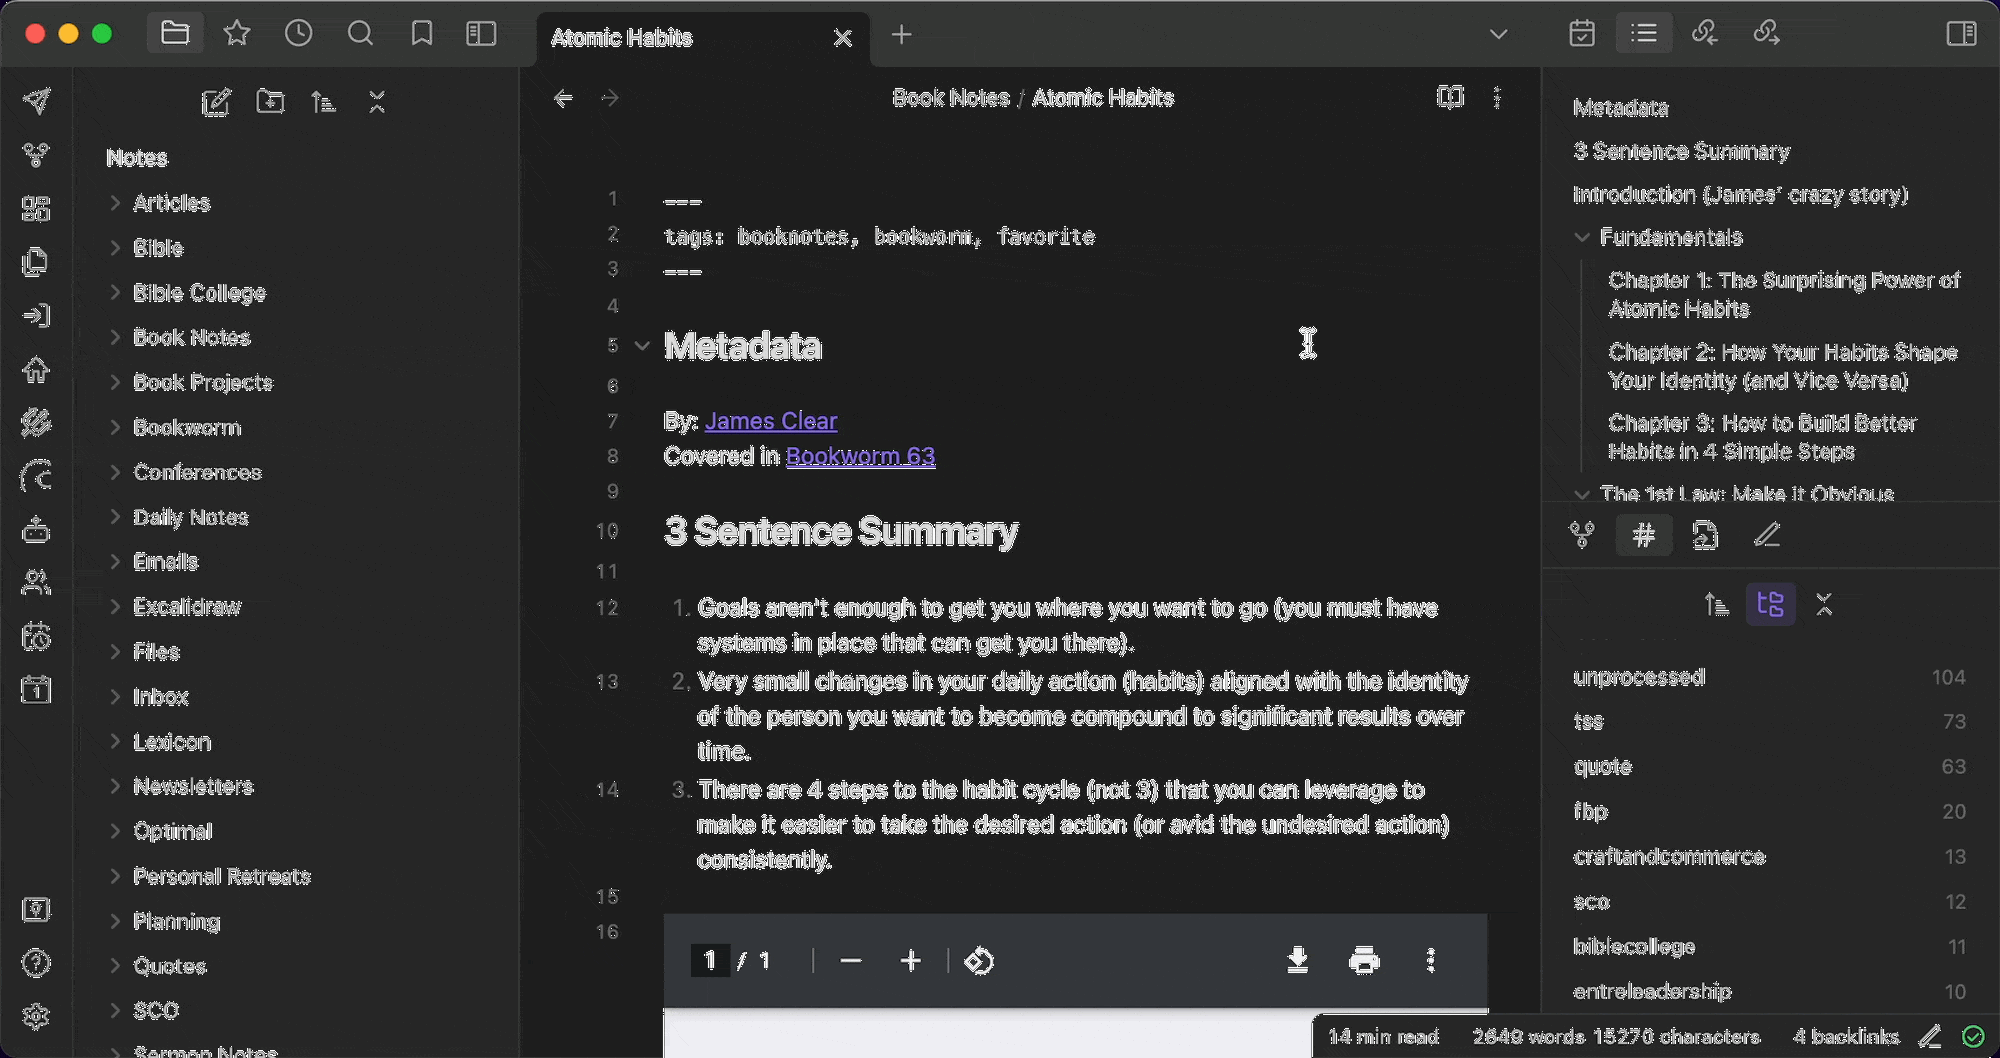 Atomic Habits
Notes
Articles
Bible
Bible College
Book Notes
Book Projects
Bookworm
Conferences
Daily Notes
Emails
Excalidraw
Files
Inbox
Lexicon
Newsletters
Optimal
Personal Retreats
Planning
Quotes
SCO
Sermon Notes
1
Book Notes / Atomic Habits
1 ---
2 tags: booknotes, bookworm, favorite
3 ---
4
5 Metadata
6
7 By: James Clear
8 Covered in Bookworm 63
9
10 3 Sentence Summary
11
12 1. Goals aren't enough to get you where you want to go (you must have
systems in place that can get you there).
13 2. Very small changes in your daily action (habits) aligned with the identity
of the person you want to become compound to significant results over
time.
14 3. There are 4 steps to the habit cycle (not 3) that you can leverage to
make it easier to take the desired action (or avid the undesired action)
consistently.
15
16
1 / 1
Metadata
3 Sentence Summary
Introduction (James' crazy story)
Fundamentals
Chapter 1: The Surprising Power of
Atomic Habits
Chapter 2: How Your Habits Shape
Your Identity (and Vice Versa)
Chapter 3: How to Build Better
Habits in 4 Simple Steps
The 1st Law: Make it Obvious
unprocessed 104
tss 73
quote 63
fbp 20
craftandcommerce 13
sco 12
biblecollege 11
entreleadership 10
14 min read 2649 words 15270 characters 4 backlinks